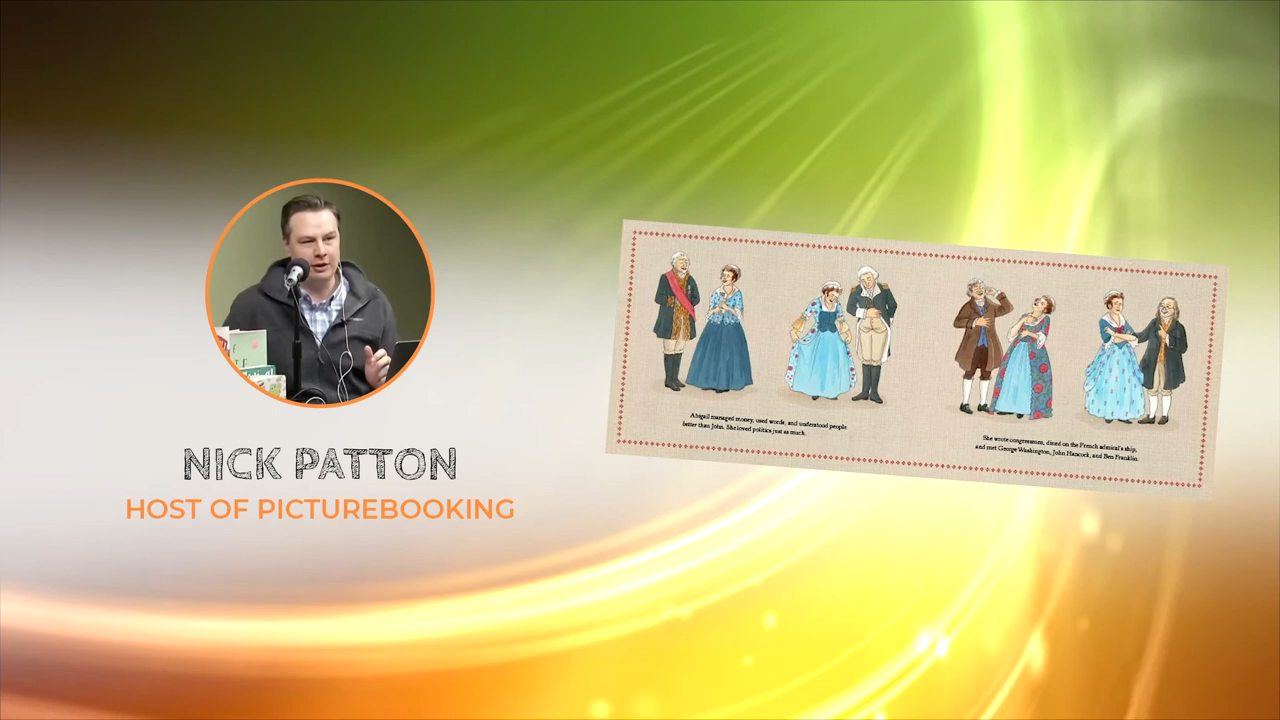 NICK PATTON
HOST OF PICTUREBOOKING
Abigail managed money, used words, and understood people
better than John. She loved politics just as much.
She wrote congressmen, dined on the French admiral's ship,
and met George Washington, John Hancock, and Ben Franklin.